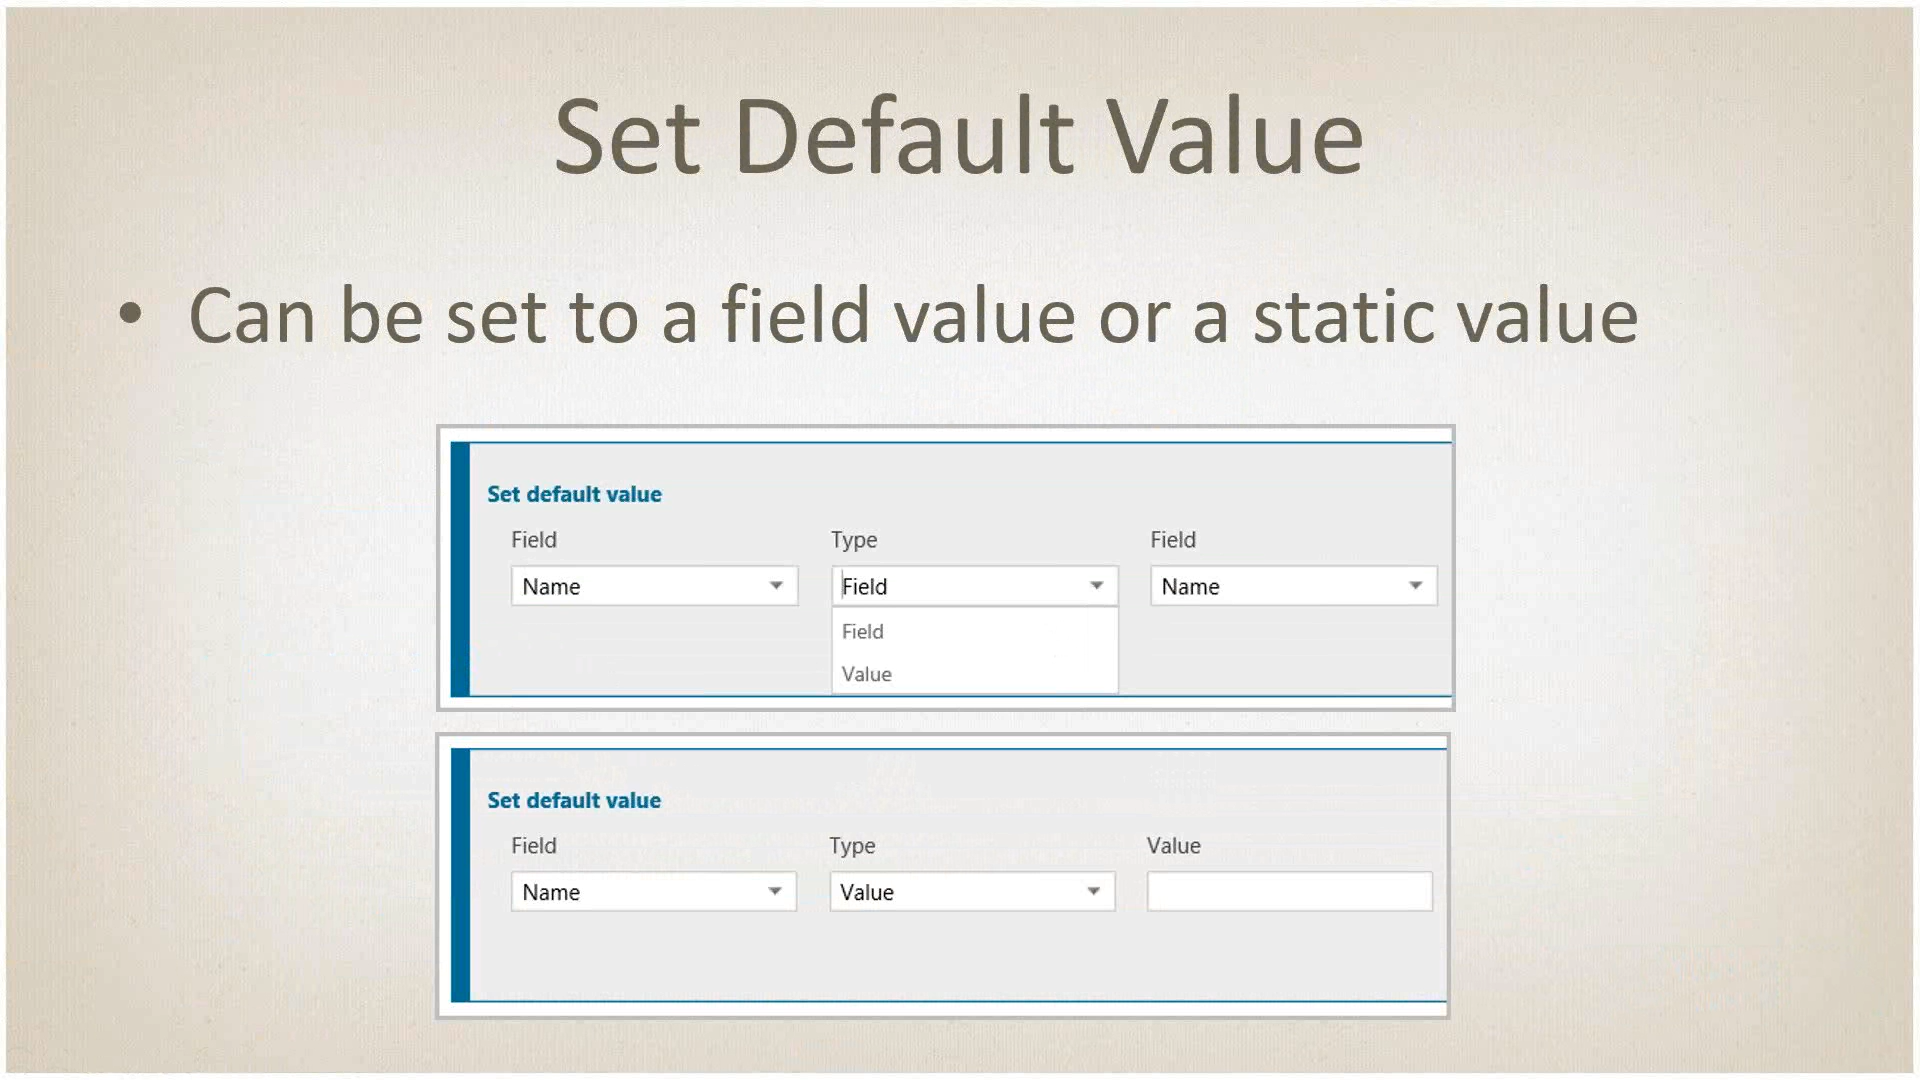 Set Default Value
• Can be set to a field value or a static value
Set default value
Field Type Field
Name Field Name
Field
Value
Set default value
Field Type Value
Name Value